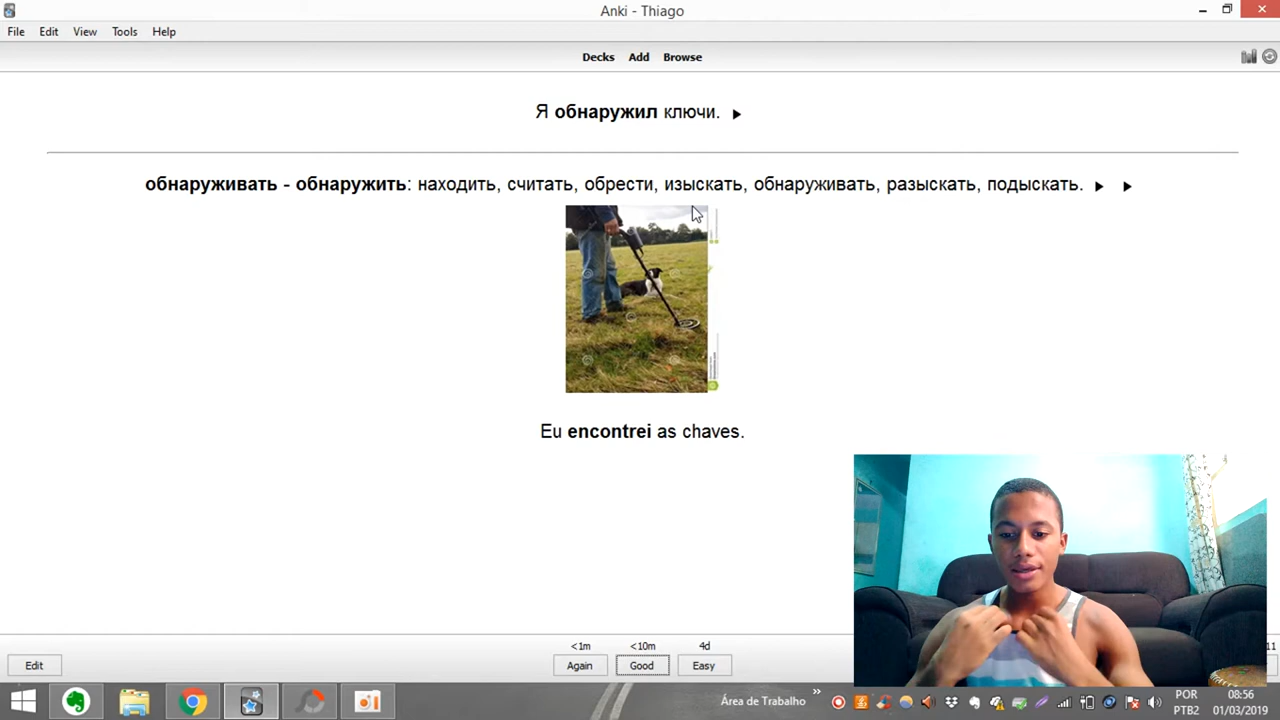 Anki - Thiago
File Edit View Tools Help
Decks Add Browse
Я обнаружил ключи.
обнаруживать - обнаружить: находить, считать, обрести, изыскать, обнаруживать, разыскать, подыскать.
Eu encontrei as chaves.
<1m <10m 4d
Edit Again Good Easy
11
Área de Trabalho » POR 08:56
PTB2 01/03/2019